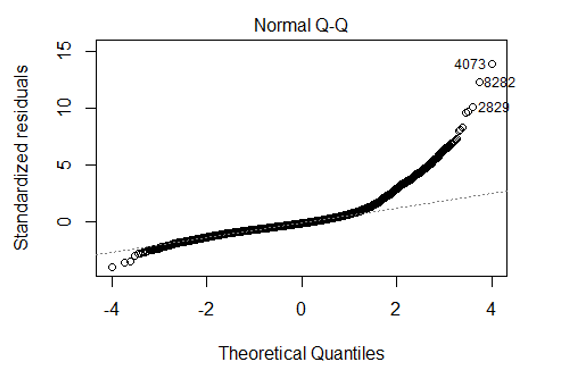 Normal Q-Q
Standardized residuals
15
10
5
0
4073
8282
2829
-4 -2 0 2 4
Theoretical Quantiles